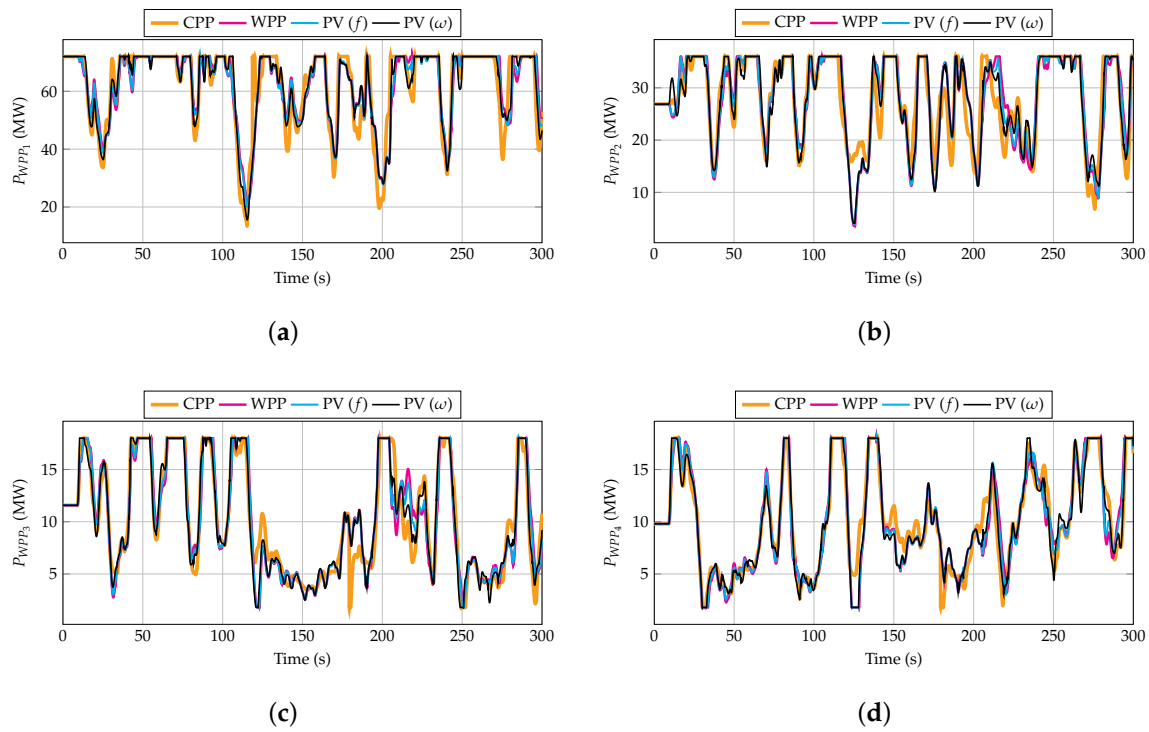 CPP WPP PV (f) PV (ω)
P_WPP1 (MW)
60
40
20
0 50 100 150 200 250 300
Time (s)
(a)
CPP WPP PV (f) PV (ω)
P_WPP2 (MW)
30
20
10
0 50 100 150 200 250 300
Time (s)
(b)
CPP WPP PV (f) PV (ω)
P_WPP3 (MW)
15
10
5
0 50 100 150 200 250 300
Time (s)
(c)
CPP WPP PV (f) PV (ω)
P_WPP4 (MW)
15
10
5
0 50 100 150 200 250 300
Time (s)
(d)